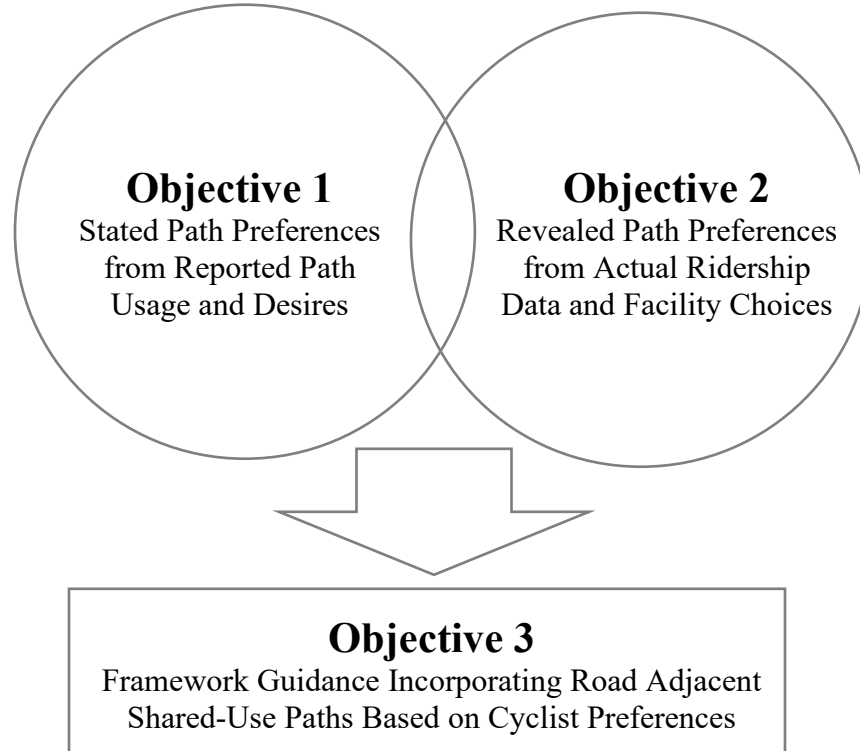 Objective 1
Stated Path Preferences
from Reported Path
Usage and Desires
Objective 2
Revealed Path Preferences
from Actual Ridership
Data and Facility Choices
Objective 3
Framework Guidance Incorporating Road Adjacent
Shared-Use Paths Based on Cyclist Preferences